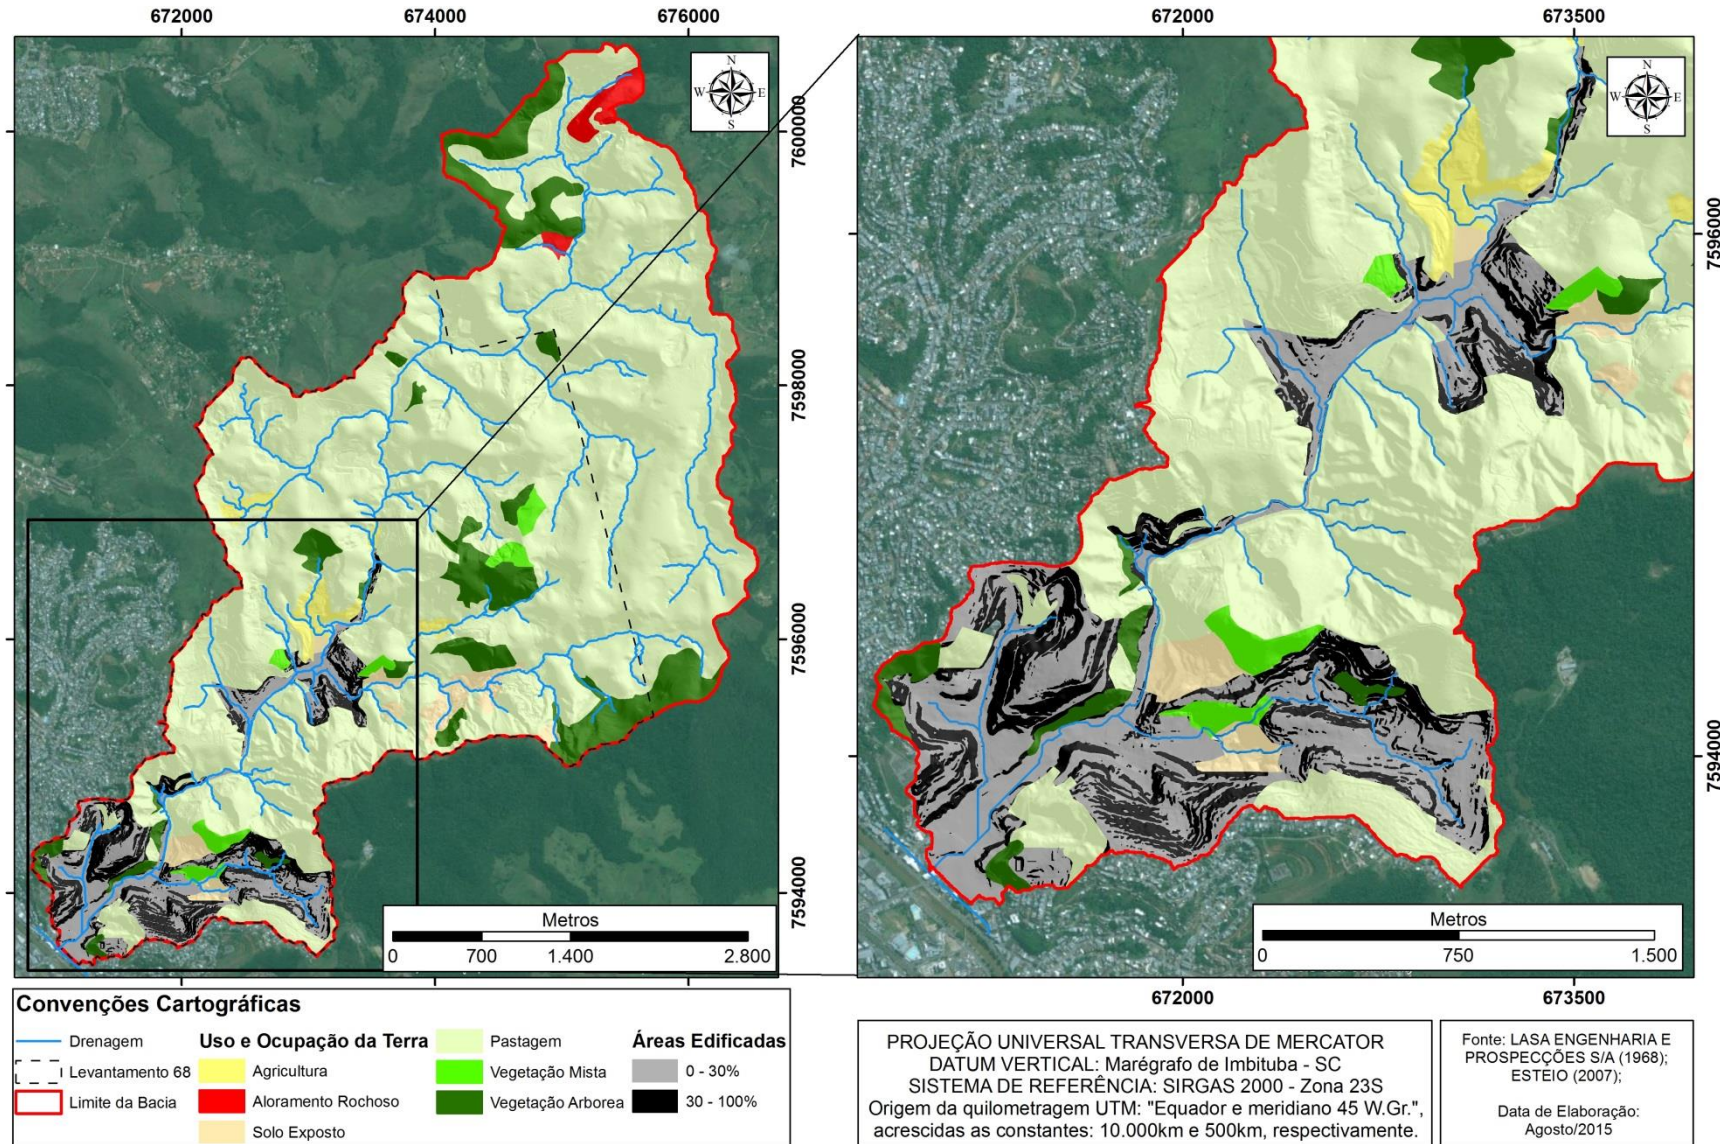 672000
674000
676000
672000
673500
N
W E
S
N
W E
S
7600000
7598000
7596000
7594000
7596000
7594000
Metros
0 700 1.400 2.800
Metros
0 750 1.500
672000
673500
Convenções Cartográficas
Drenagem
Levantamento 68
Limite da Bacia
Uso e Ocupação da Terra
Agricultura
Aloramento Rochoso
Solo Exposto
Pastagem
Vegetação Mista
Vegetação Arborea
Áreas Edificadas
0 - 30%
30 - 100%
PROJEÇÃO UNIVERSAL TRANSVERSA DE MERCATOR
DATUM VERTICAL: Marégrafo de Imbituba - SC
SISTEMA DE REFERÊNCIA: SIRGAS 2000 - Zona 23S
Origem da quilometragem UTM: "Equador e meridiano 45 W.Gr.",
acrescidas as constantes: 10.000km e 500km, respectivamente.
Fonte: LASA ENGENHARIA E
PROSPECÇÕES S/A (1968);
ESTEIO (2007);
Data de Elaboração:
Agosto/2015